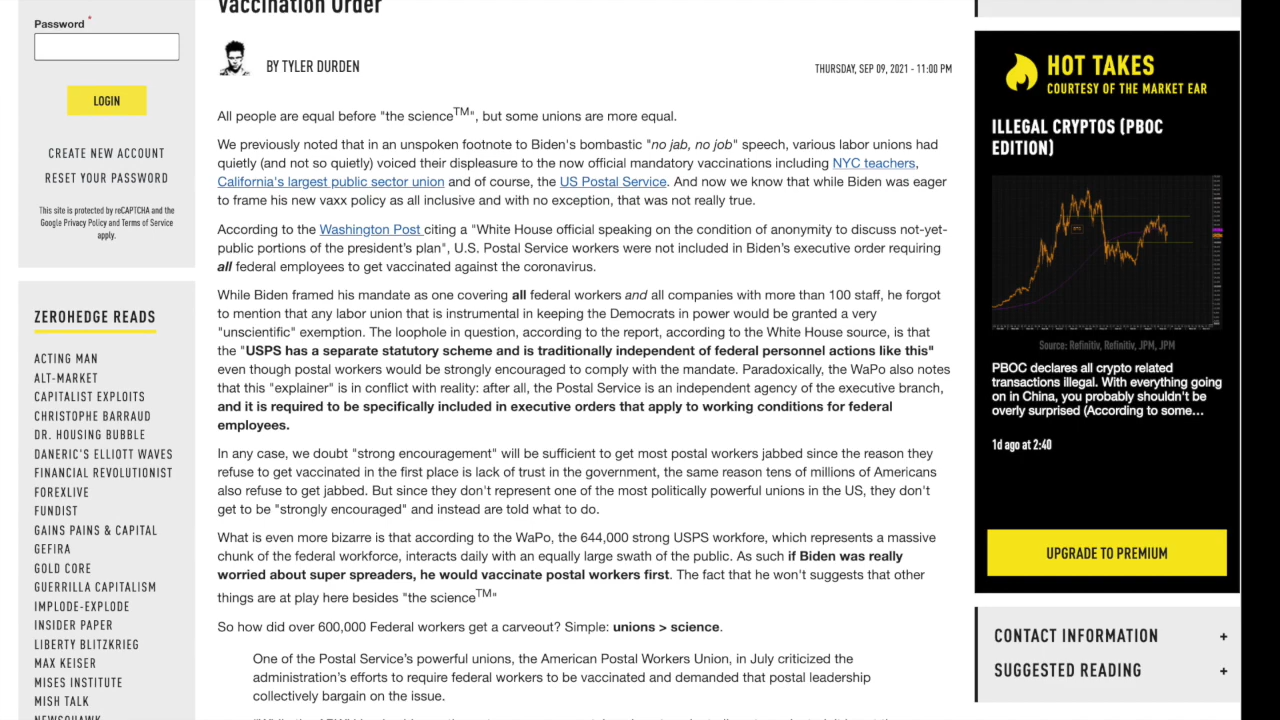 Password *
LOGIN
CREATE NEW ACCOUNT
RESET YOUR PASSWORD
This site is protected by reCAPTCHA and the
Google Privacy Policy and Terms of Service
apply.
ZEROHEDGE READS
ACTING MAN
ALT-MARKET
CAPITALIST EXPLOITS
CHRISTOPHE BARRAUD
DR. HOUSING BUBBLE
DANERIC'S ELLIOTT WAVES
FINANCIAL REVOLUTIONIST
FOREXLIVE
FUNDIST
GAINS PAINS & CAPITAL
GEFIRA
GOLD CORE
GUERRILLA CAPITALISM
IMPLODE-EXPLODE
INSIDER PAPER
LIBERTY BLITZKRIEG
MAX KEISER
MISES INSTITUTE
MISH TALK
NEWSQUAWK
Vaccination Order
BY TYLER DURDEN
THURSDAY, SEP 09, 2021 - 11:00 PM
All people are equal before "the scienceTM", but some unions are more equal.
We previously noted that in an unspoken footnote to Biden's bombastic "no jab, no job" speech, various labor unions had
quietly (and not so quietly) voiced their displeasure to the now official mandatory vaccinations including NYC teachers,
California's largest public sector union and of course, the US Postal Service. And now we know that while Biden was eager
to frame his new vaxx policy as all inclusive and with no exception, that was not really true.
According to the Washington Post citing a "White House official speaking on the condition of anonymity to discuss not-yet-
public portions of the president's plan", U.S. Postal Service workers were not included in Biden's executive order requiring
all federal employees to get vaccinated against the coronavirus.
While Biden framed his mandate as one covering all federal workers and all companies with more than 100 staff, he forgot
to mention that any labor union that is instrumental in keeping the Democrats in power would be granted a very
"unscientific" exemption. The loophole in question, according to the report, according to the White House source, is that
the "USPS has a separate statutory scheme and is traditionally independent of federal personnel actions like this"
even though postal workers would be strongly encouraged to comply with the mandate. Paradoxically, the WaPo also notes
that this "explainer" is in conflict with reality: after all, the Postal Service is an independent agency of the executive branch,
and it is required to be specifically included in executive orders that apply to working conditions for federal
employees.
In any case, we doubt "strong encouragement" will be sufficient to get most postal workers jabbed since the reason they
refuse to get vaccinated in the first place is lack of trust in the government, the same reason tens of millions of Americans
also refuse to get jabbed. But since they don't represent one of the most politically powerful unions in the US, they don't
get to be "strongly encouraged" and instead are told what to do.
What is even more bizarre is that according to the WaPo, the 644,000 strong USPS workfore, which represents a massive
chunk of the federal workforce, interacts daily with an equally large swath of the public. As such if Biden was really
worried about super spreaders, he would vaccinate postal workers first. The fact that he won't suggests that other
things are at play here besides "the scienceTM"
So how did over 600,000 Federal workers get a carveout? Simple: unions > science.
One of the Postal Service's powerful unions, the American Postal Workers Union, in July criticized the
administration's efforts to require federal workers to be vaccinated and demanded that postal leadership
collectively bargain on the issue.
HOT TAKES
COURTESY OF THE MARKET EAR
ILLEGAL CRYPTOS (PBOC
EDITION)
Source: Refinitiv, Refinitiv, JPM, JPM
PBOC declares all crypto related
transactions illegal. With everything going
on in China, you probably shouldn't be
overly surprised (According to some...
1d ago at 2:40
UPGRADE TO PREMIUM
CONTACT INFORMATION +
SUGGESTED READING +